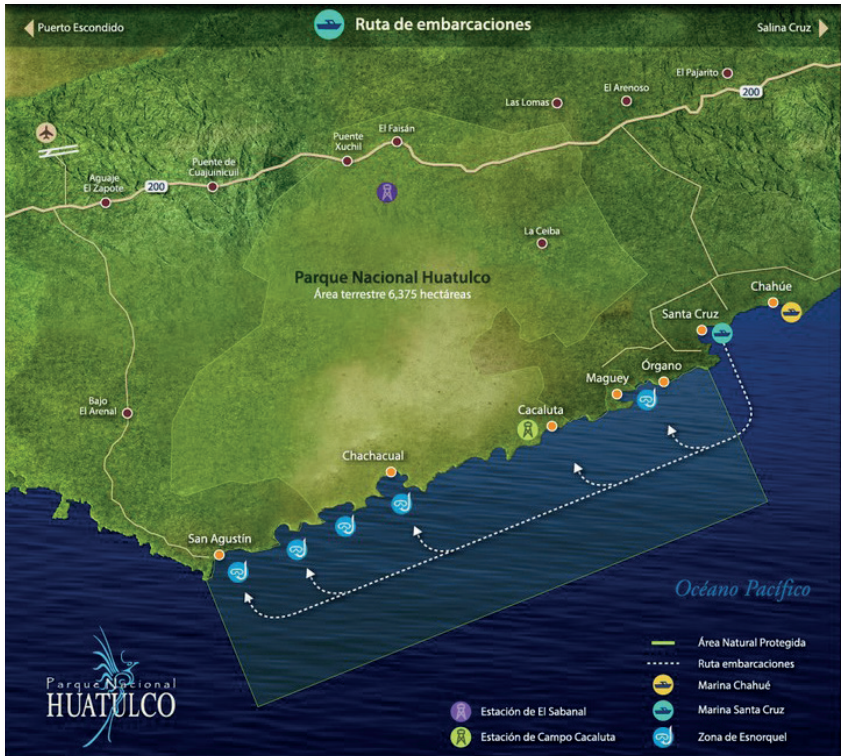 Puerto Escondido
Ruta de embarcaciones
Salina Cruz
El Pajarito
El Arenoso
Las Lomas
200
El Faisán
Puente
Xuchil
Puente de
Cuajuinicuil
Aguaje
El Zapote
200
La Ceiba
Parque Nacional Huatulco
Área terrestre 6,375 hectáreas
Chahúe
Santa Cruz
Órgano
Maguey
Cacaluta
Bajo
El Arenal
Chachacual
San Agustín
Océano Pacífico
Área Natural Protegida
Ruta embarcaciones
Marina Chahué
Marina Santa Cruz
Zona de Esnorquel
Estación de El Sabanal
Estación de Campo Cacaluta
Parque Nacional
HUATULCO